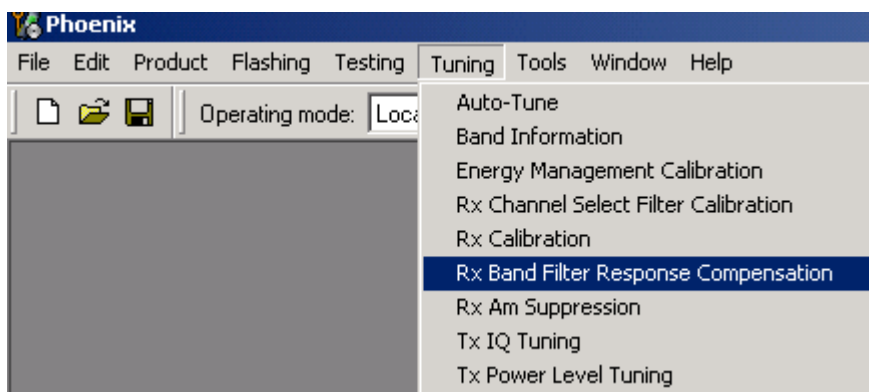 Phoenix
File Edit Product Flashing Testing Tuning Tools Window Help
Operating mode:
Auto-Tune
Band Information
Energy Management Calibration
Rx Channel Select Filter Calibration
Rx Calibration
Rx Band Filter Response Compensation
Rx Am Suppression
Tx IQ Tuning
Tx Power Level Tuning